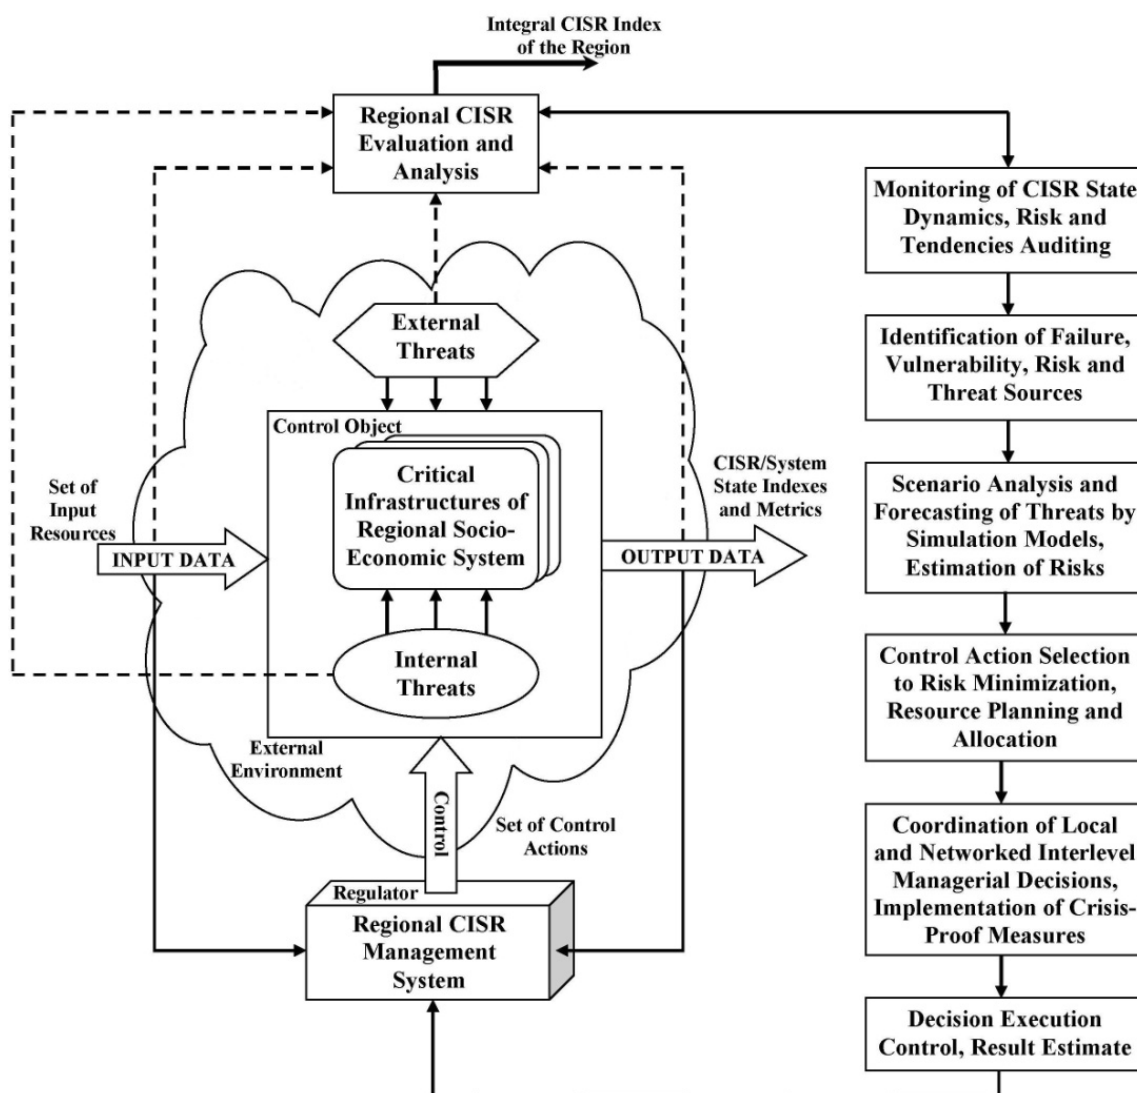 Integral CISR Index
of the Region
Regional CISR
Evaluation and
Analysis
Monitoring of CISR State
Dynamics, Risk and
Tendencies Auditing
External
Threats
Identification of Failure,
Vulnerability, Risk and
Threat Sources
Control Object
Critical
Infrastructures of
Regional Socio-
Economic System
Set of
Input
Resources
INPUT DATA
CISR/System
State Indexes
and Metrics
OUTPUT DATA
Scenario Analysis and
Forecasting of Threats by
Simulation Models,
Estimation of Risks
Internal
Threats
Control Action Selection
to Risk Minimization,
Resource Planning and
Allocation
External
Environment
Control
Set of Control
Actions
Coordination of Local
and Networked Interlevel
Managerial Decisions,
Implementation of Crisis-
Proof Measures
Regulator
Regional CISR
Management
System
Decision Execution
Control, Result Estimate